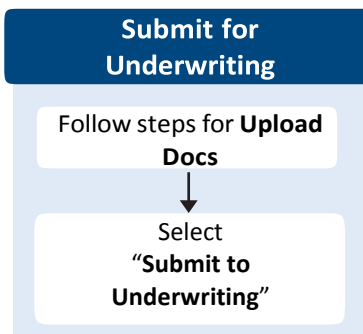 Submit for
Underwriting
Follow steps for Upload
Docs
Select
“Submit to
Underwriting”